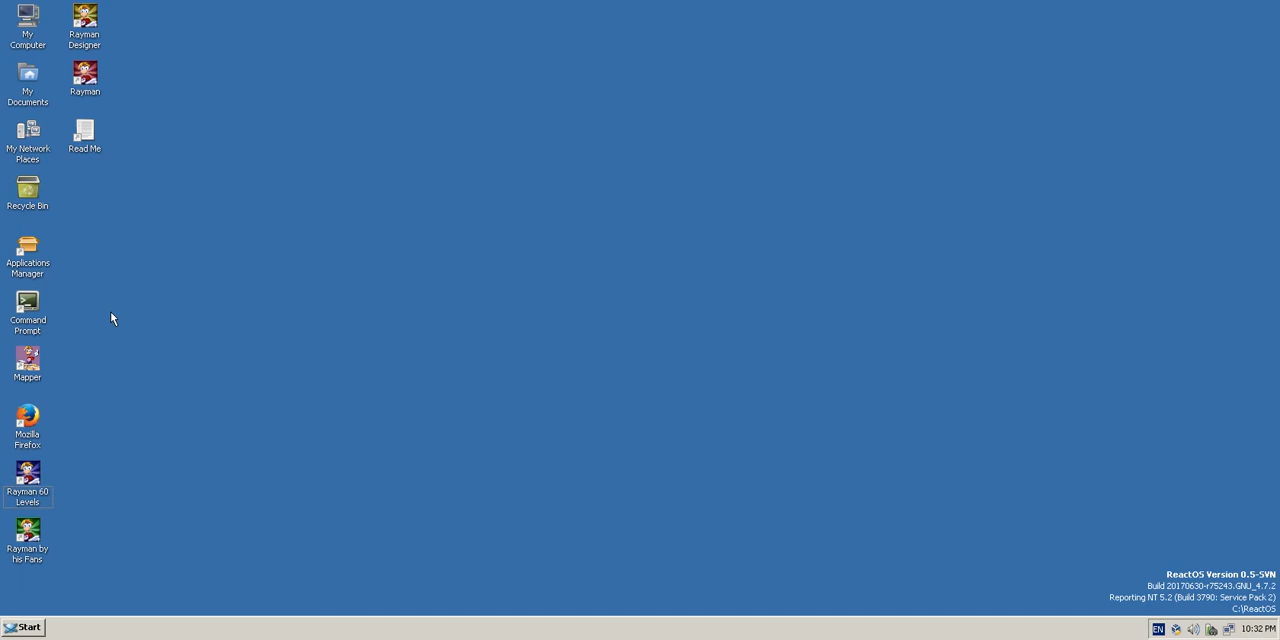 My
Computer
My
Documents
My Network
Places
Recycle Bin
Applications
Manager
Command
Prompt
Mapper
Mozilla
Firefox
Rayman 60
Levels
Rayman by
his Fans
Rayman
Designer
Rayman
Read Me
ReactOS Version 0.5-SVN
Build 20170630-r75243.GNU_4.7.2
Reporting NT 5.2 (Build 3790: Service Pack 2)
C:\ReactOS
Start
EN
10:32 PM